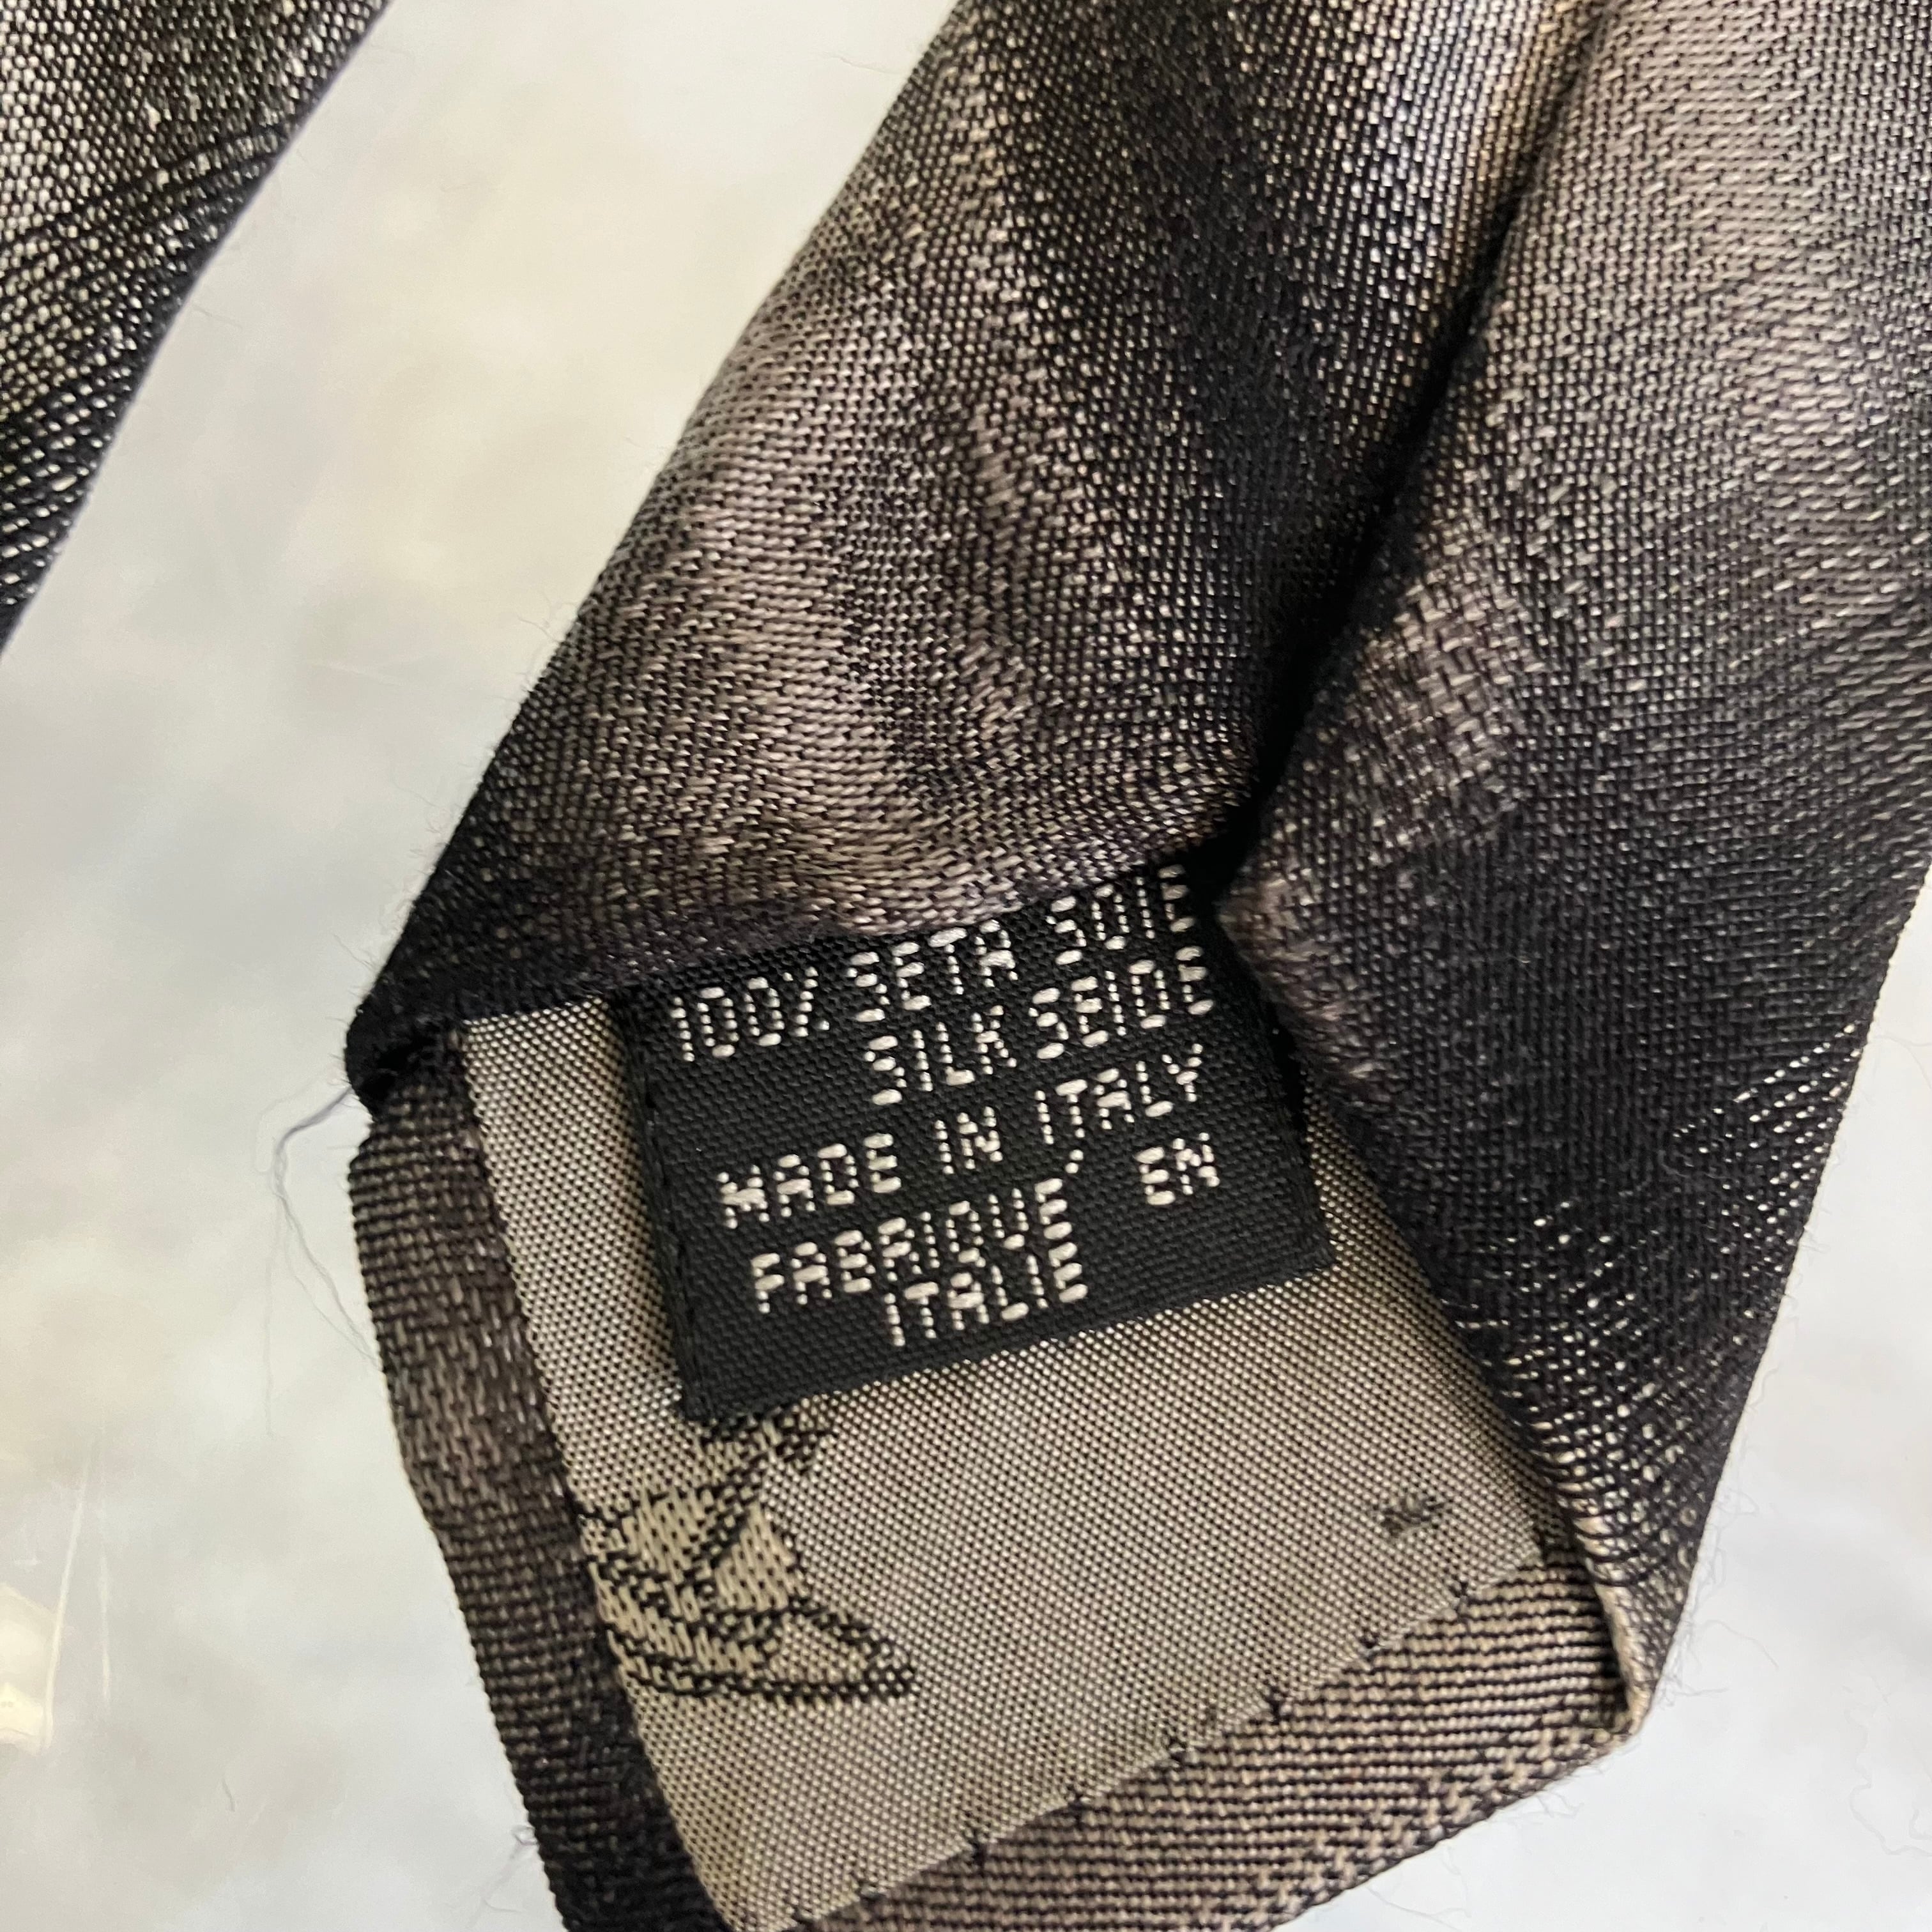 100% SETA SOIE
SILK SEIDE
MADE IN ITALY
FABRIQUE' EN
ITALIE